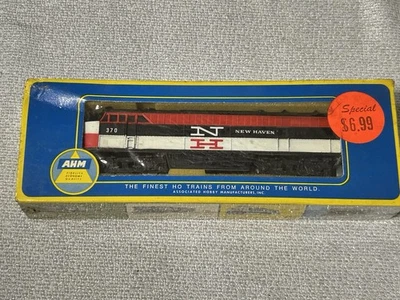 Special
$6.99
370
N
H
NEW HAVEN
AHM
THE FINEST HO TRAINS FROM AROUND THE WORLD.
ASSOCIATED HOBBY MANUFACTURERS, INC